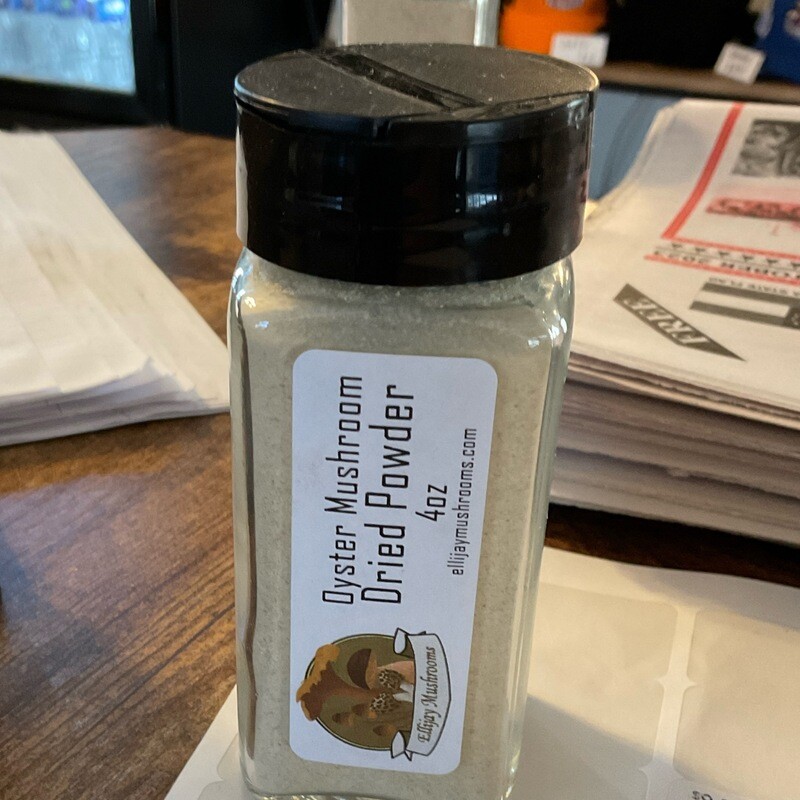 Oyster Mushroom
Dried Powder
4oz
ellijaymushrooms.com
Ellijay Mushrooms
FREE